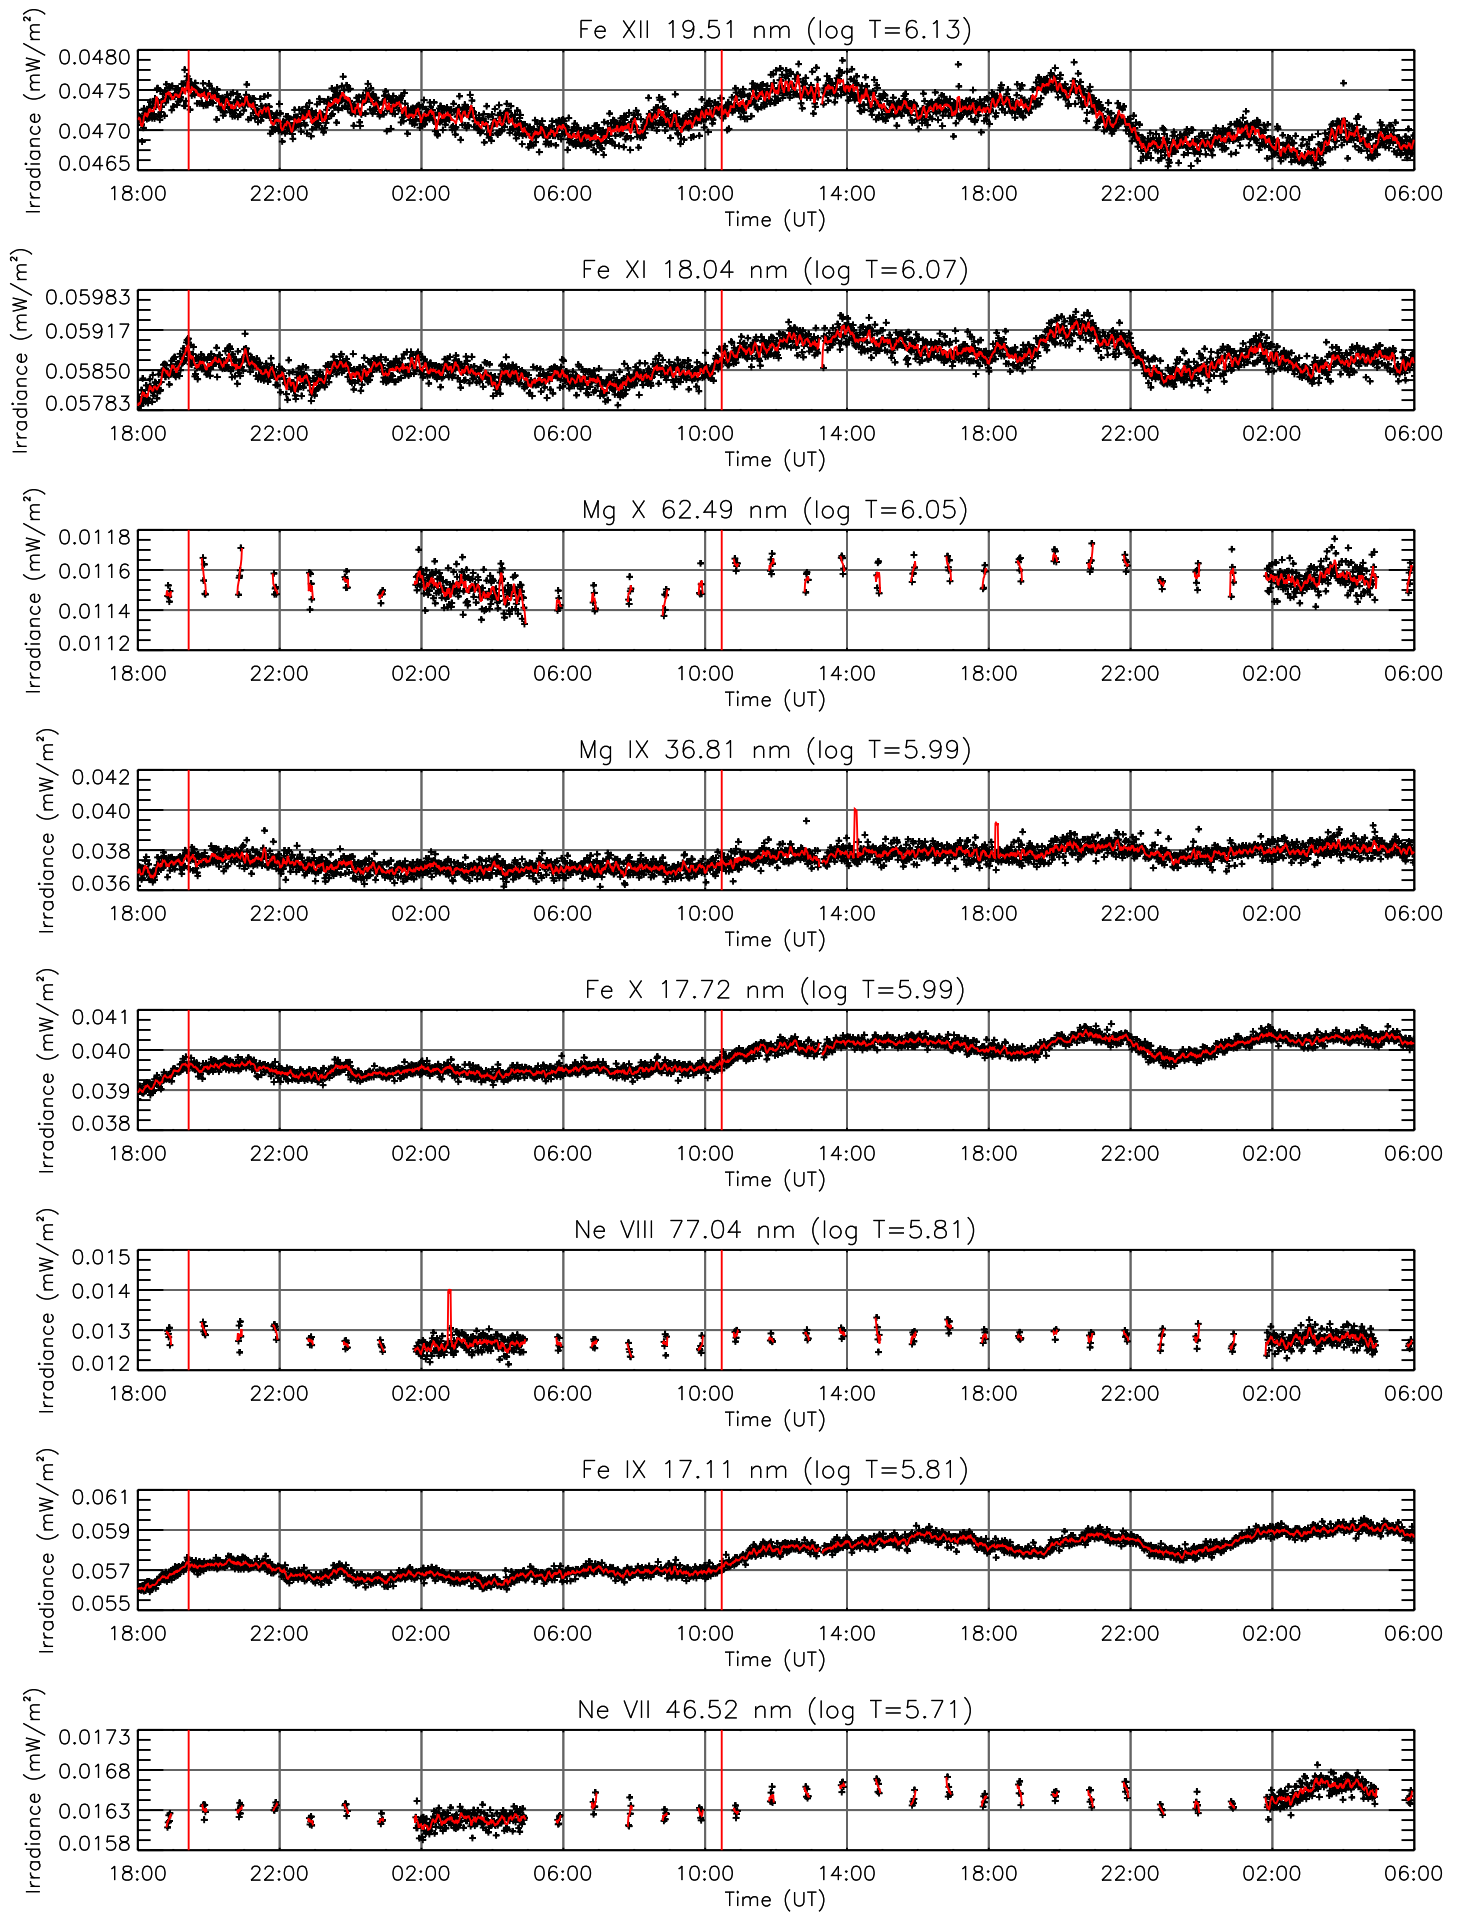 Fe XII 19.51 nm (log T=6.13)
Irradiance (mW/m²)
0.0480
0.0475
0.0470
0.0465
18:00 22:00 02:00 06:00 10:00 14:00 18:00 22:00 02:00 06:00
Time (UT)
Fe XI 18.04 nm (log T=6.07)
Irradiance (mW/m²)
0.05983
0.05917
0.05850
0.05783
18:00 22:00 02:00 06:00 10:00 14:00 18:00 22:00 02:00 06:00
Time (UT)
Mg X 62.49 nm (log T=6.05)
Irradiance (mW/m²)
0.0118
0.0116
0.0114
0.0112
18:00 22:00 02:00 06:00 10:00 14:00 18:00 22:00 02:00 06:00
Time (UT)
Mg IX 36.81 nm (log T=5.99)
Irradiance (mW/m²)
0.042
0.040
0.038
0.036
18:00 22:00 02:00 06:00 10:00 14:00 18:00 22:00 02:00 06:00
Time (UT)
Fe X 17.72 nm (log T=5.99)
Irradiance (mW/m²)
0.041
0.040
0.039
0.038
18:00 22:00 02:00 06:00 10:00 14:00 18:00 22:00 02:00 06:00
Time (UT)
Ne VIII 77.04 nm (log T=5.81)
Irradiance (mW/m²)
0.015
0.014
0.013
0.012
18:00 22:00 02:00 06:00 10:00 14:00 18:00 22:00 02:00 06:00
Time (UT)
Fe IX 17.11 nm (log T=5.81)
Irradiance (mW/m²)
0.061
0.059
0.057
0.055
18:00 22:00 02:00 06:00 10:00 14:00 18:00 22:00 02:00 06:00
Time (UT)
Ne VII 46.52 nm (log T=5.71)
Irradiance (mW/m²)
0.0173
0.0168
0.0163
0.0158
18:00 22:00 02:00 06:00 10:00 14:00 18:00 22:00 02:00 06:00
Time (UT)